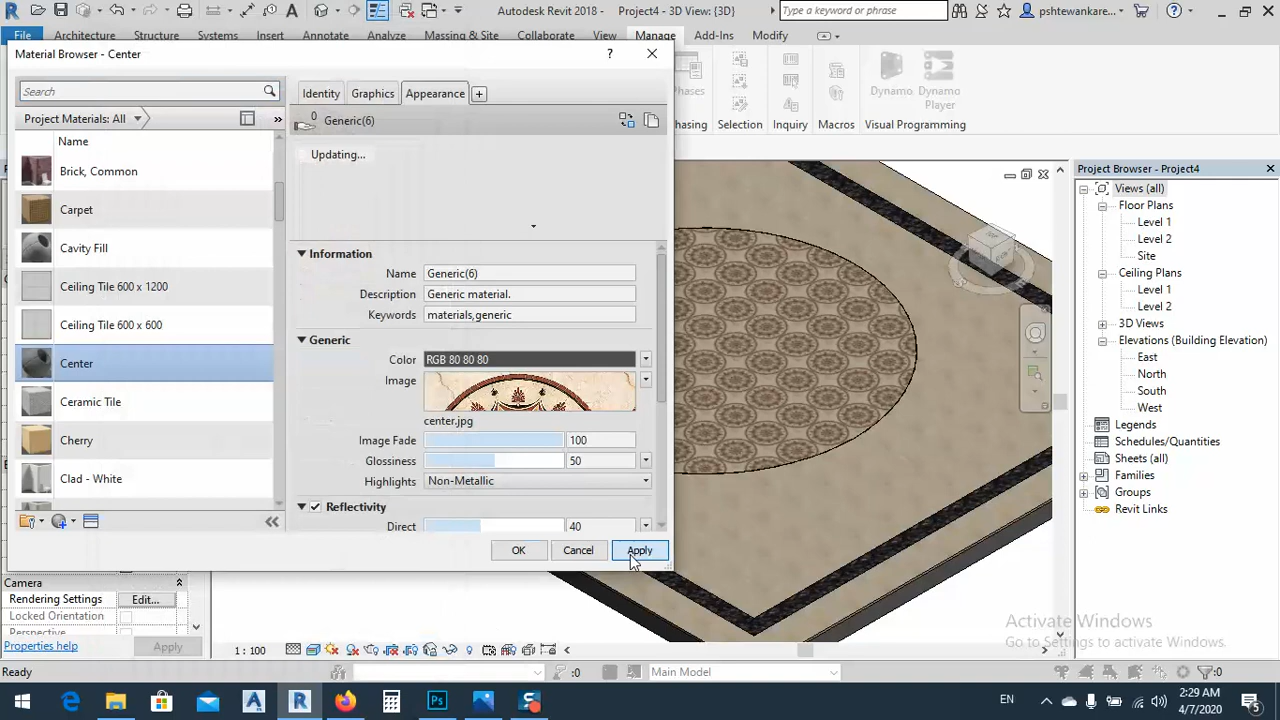 Autodesk Revit 2018 -    Project4 - 3D View: {3D}
Type a keyword or phrase
pshtewankare...
File Architecture Structure Systems Insert Annotate Analyze Massing & Site Collaborate View Manage Add-Ins Modify
Material Browser - Center
?
Search
Project Materials: All
»
Name
Brick, Common
Carpet
Cavity Fill
Ceiling Tile 600 x 1200
Ceiling Tile 600 x 600
Center
Ceramic Tile
Cherry
Clad - White
«
Identity Graphics Appearance +
0
Generic(6)
Updating...
Information
Name Generic(6)
Description Generic material.
Keywords materials,generic
Generic
Color RGB 80 80 80
Image
center.jpg
Image Fade 100
Glossiness 50
Highlights Non-Metallic
Reflectivity
Direct 40
OK Cancel Apply
Phases
Dynamo Dynamo Player
hasing Selection Inquiry Macros Visual Programming
Project Browser - Project4
Views (all)
Floor Plans
Level 1
Level 2
Site
Ceiling Plans
Level 1
Level 2
3D Views
Elevations (Building Elevation)
East
North
South
West
Legends
Schedules/Quantities
Sheets (all)
Families
Groups
Revit Links
Camera
Rendering Settings Edit...
Locked Orientation
Perspective
Properties help Apply
1 : 100
Activate Windows
Go to Settings to activate Windows.
Ready
:0
Main Model
:0
EN
2:29 AM
4/7/2020
5